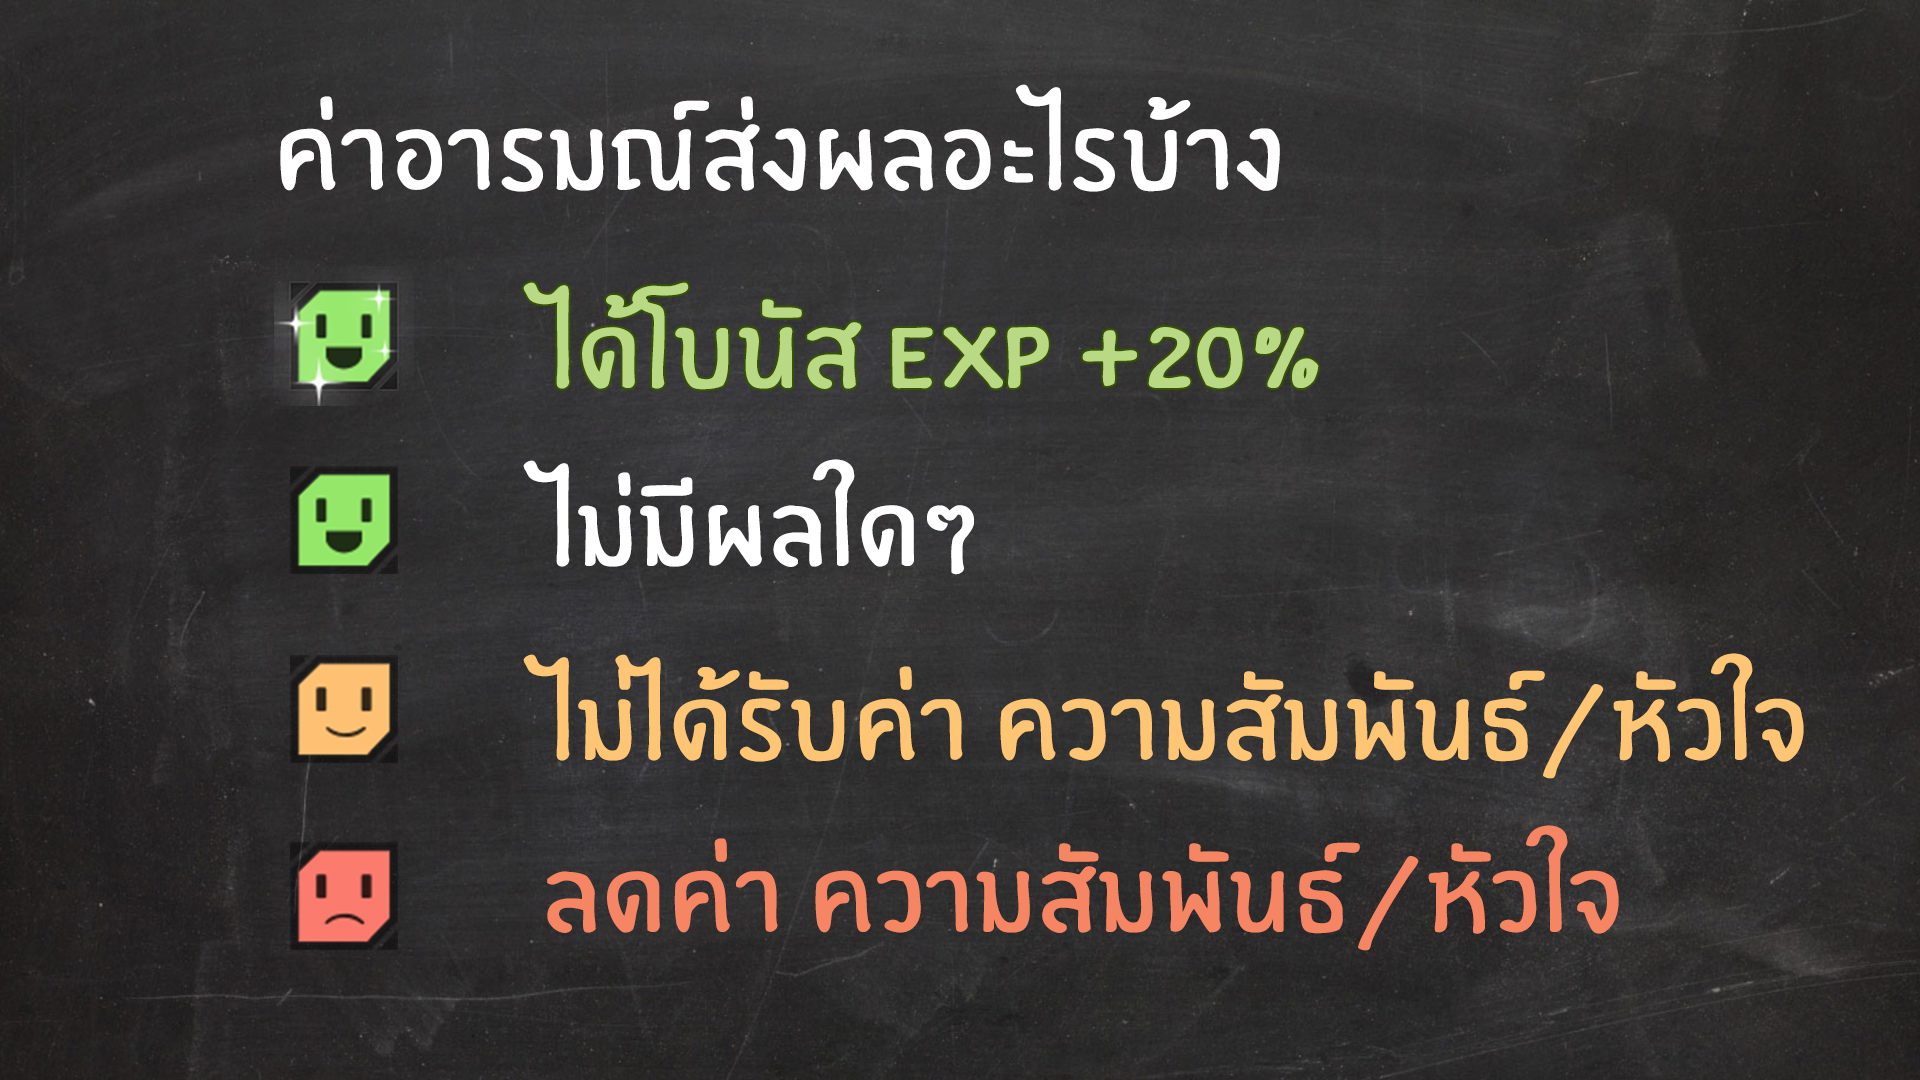 ค่าอารมณ์ส่งผลอะไรบ้าง
ได้โบนัส EXP +20%
ไม่มีผลใดๆ
ไม่ได้รับค่า ความสัมพันธ์/หัวใจ
ลดค่า ความสัมพันธ์/หัวใจ